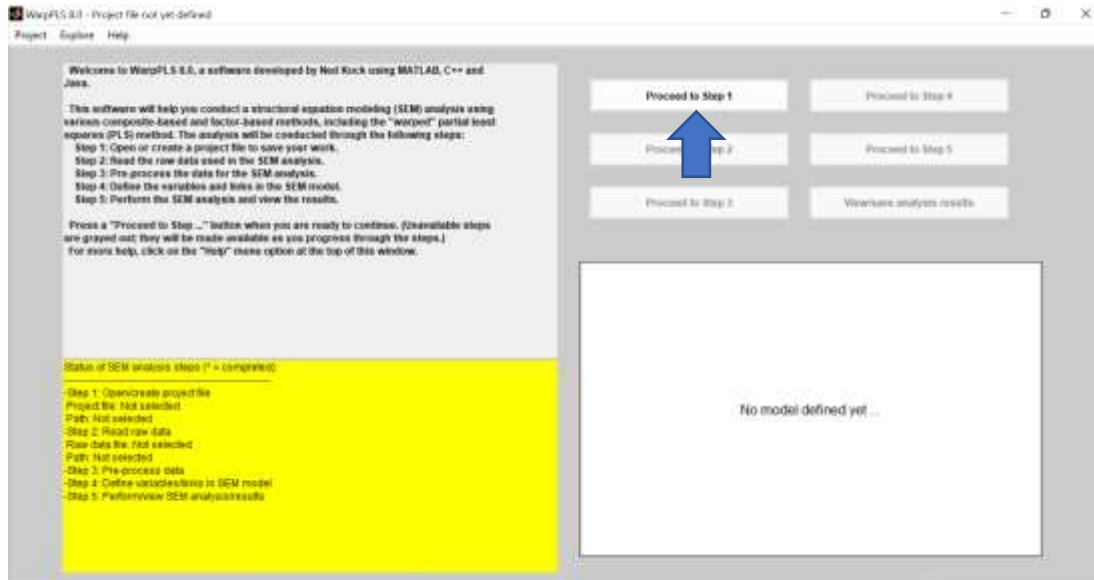 WarpPLS 8.0 - Project file not yet defined
Project Explore Help
Welcome to WarpPLS 8.0, a software developed by Ned Kock using MATLAB, C++ and
Java.
This software will help you conduct a structural equation modeling (SEM) analysis using
various composite-based and factor-based methods, including the "warped" partial least
squares (PLS) method. The analysis will be conducted through the following steps:
Step 1: Open or create a project file to save your work.
Step 2: Read the raw data used in the SEM analysis.
Step 3: Pre-process the data for the SEM analysis.
Step 4: Define the variables and links in the SEM model.
Step 5: Perform the SEM analysis and view the results.
Press a "Proceed to Step ..." button when you are ready to continue. (Unavailable steps
are grayed out; they will be made available as you progress through the steps.)
For more help, click on the "Help" menu option at the top of this window.
Status of SEM analysis steps (* = completed):
-Step 1: Open/create project file
Project file: Not selected
Path: Not selected
-Step 2: Read raw data
Raw data file: Not selected
Path: Not selected
-Step 3: Pre-process data
-Step 4: Define variables/links in SEM model
-Step 5: Perform/view SEM analysis/results
Proceed to Step 1
Proceed to Step 4
Step 2
Proceed to Step 5
Proceed to Step 3
View/save analysis results
No model defined yet ...